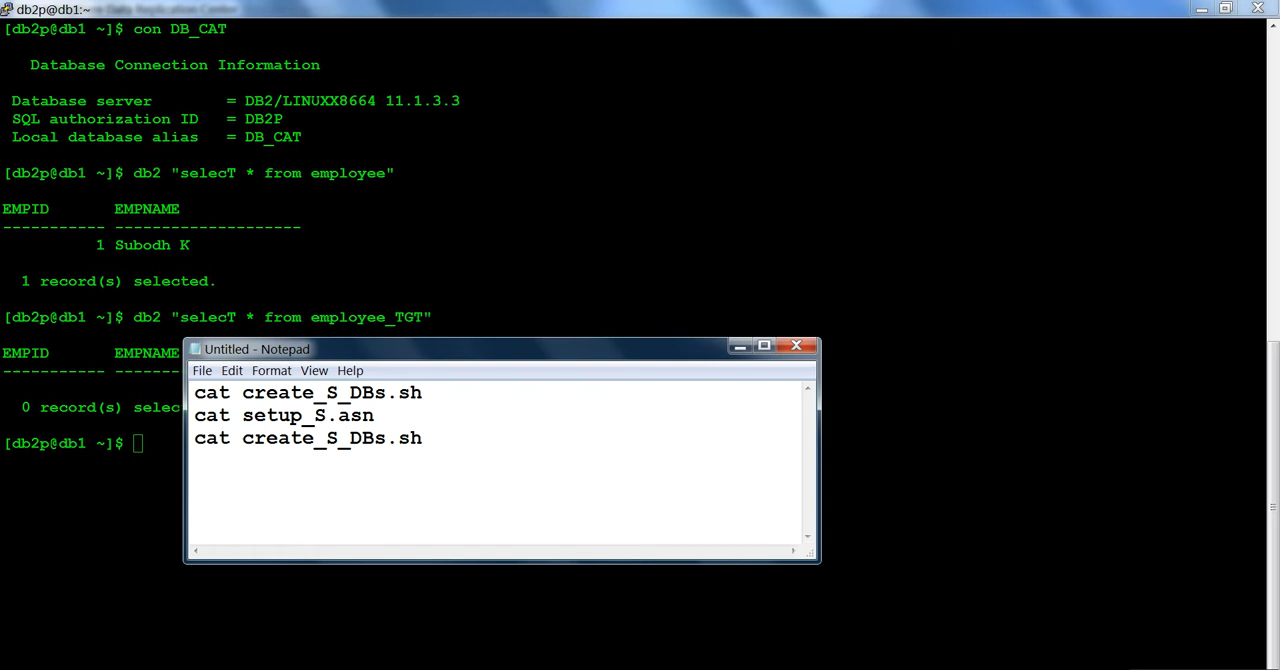 db2p@db1:~
[db2p@db1 ~]$ con DB_CAT
Database Connection Information
Database server = DB2/LINUXX8664 11.1.3.3
SQL authorization ID = DB2P
Local database alias = DB_CAT
[db2p@db1 ~]$ db2 "selecT * from employee"
EMPID EMPNAME
----------- --------------------
1 Subodh K
1 record(s) selected.
[db2p@db1 ~]$ db2 "selecT * from employee_TGT"
EMPID EMPNAME
----------- -------
0 record(s) selec
[db2p@db1 ~]$
Untitled - Notepad
File Edit Format View Help
cat create_S_DBs.sh
cat setup_S.asn
cat create_S_DBs.sh